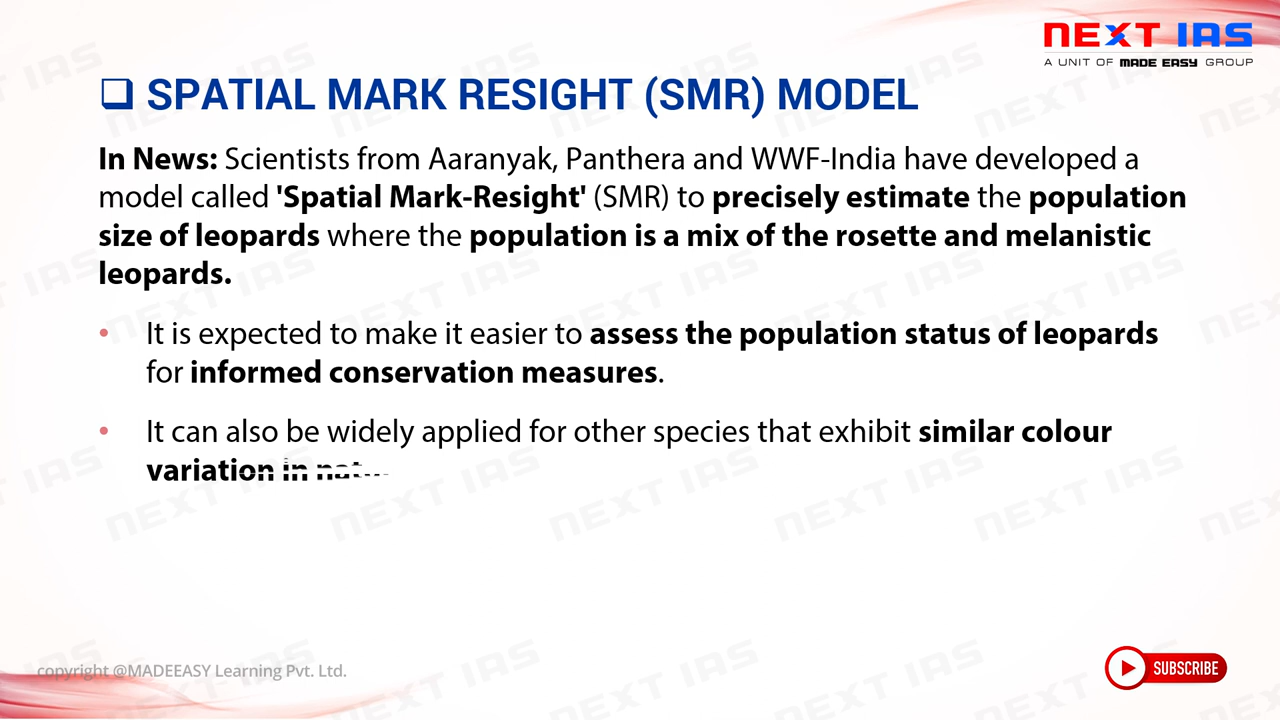 NEXT IAS
A UNIT OF MADE EASY GROUP
SPATIAL MARK RESIGHT (SMR) MODEL
In News: Scientists from Aaranyak, Panthera and WWF-India have developed a
model called 'Spatial Mark-Resight' (SMR) to precisely estimate the population
size of leopards where the population is a mix of the rosette and melanistic
leopards.
• It is expected to make it easier to assess the population status of leopards
for informed conservation measures.
• It can also be widely applied for other species that exhibit similar colour
variation in
copyright @MADEEASY Learning Pvt. Ltd.
SUBSCRIBE